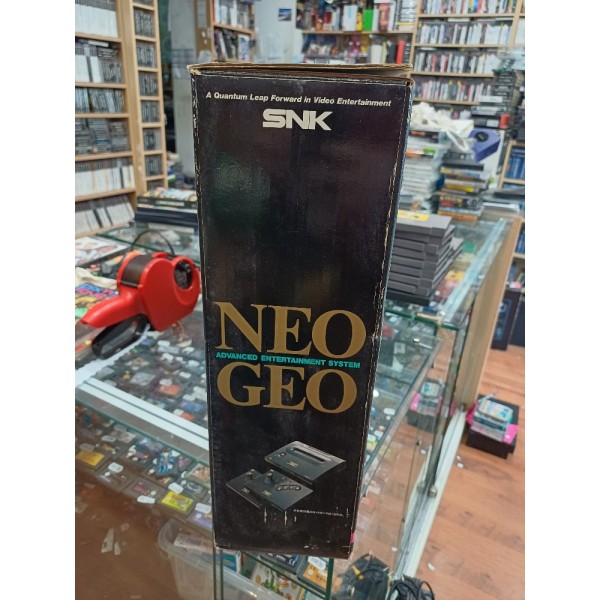 A Quantum Leap Forward in Video Entertainment
SNK
NEO
ADVANCED ENTERTAINMENT SYSTEM
GEO